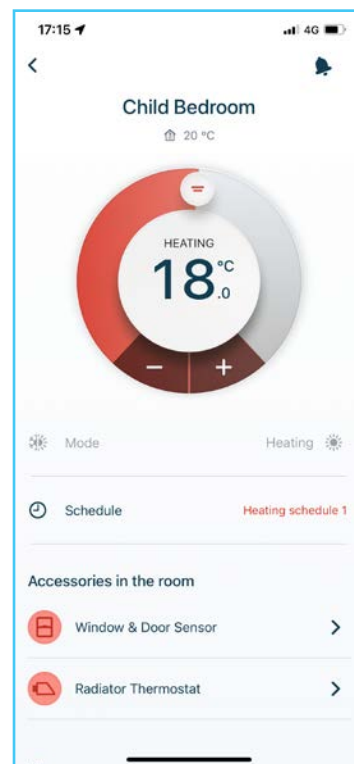 17:15 4G
Child Bedroom
20 °C
HEATING
18.0 °C
− +
Mode Heating
Schedule Heating schedule 1
Accessories in the room
Window & Door Sensor
Radiator Thermostat